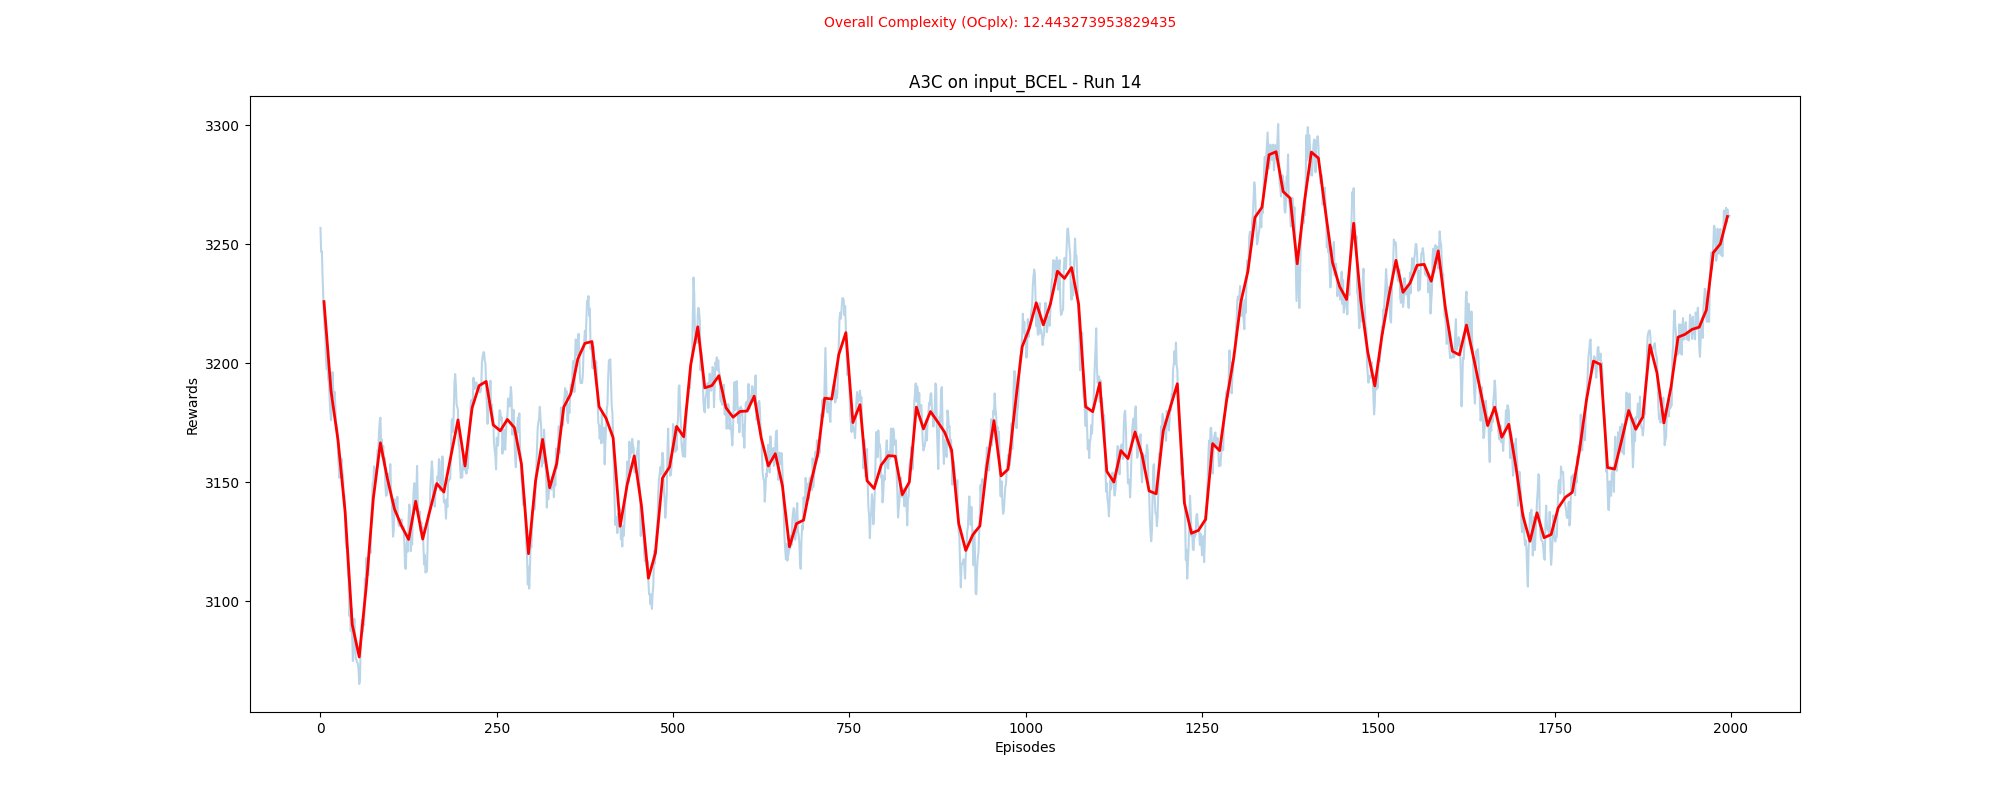 Overall Complexity (OCplx): 12.443273953829435
A3C on input_BCEL - Run 14
3300
3250
3200
3150
3100
Rewards
0 250 500 750 1000 1250 1500 1750 2000
Episodes